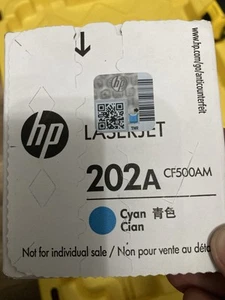 www.hp.com/go/anticounterfeit
hp
LASERJET
202A CF500AM
Cyan 青色
Cian
Not for individual sale / Non pour vente au déta